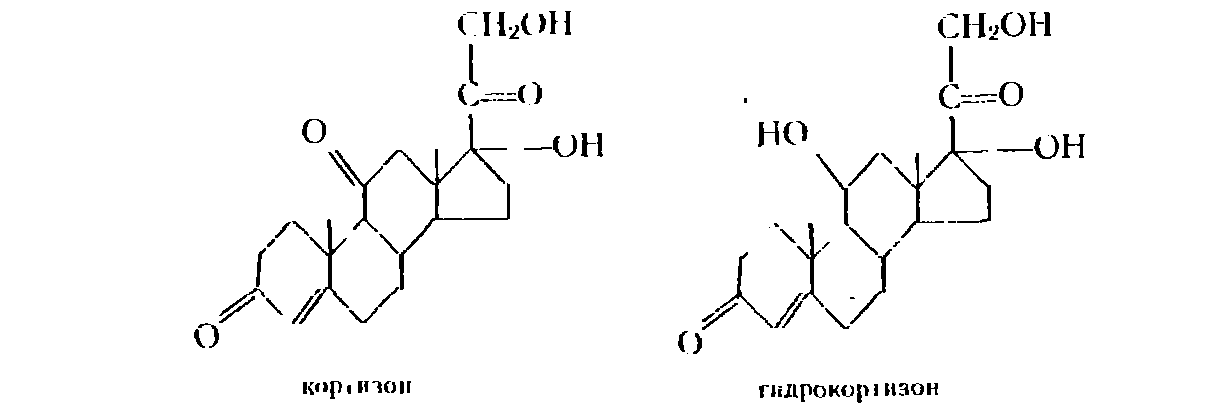 CH₂OH CH₂OH
C=O C=O
O HO
OH OH
O O
кортизон гидрокортизон